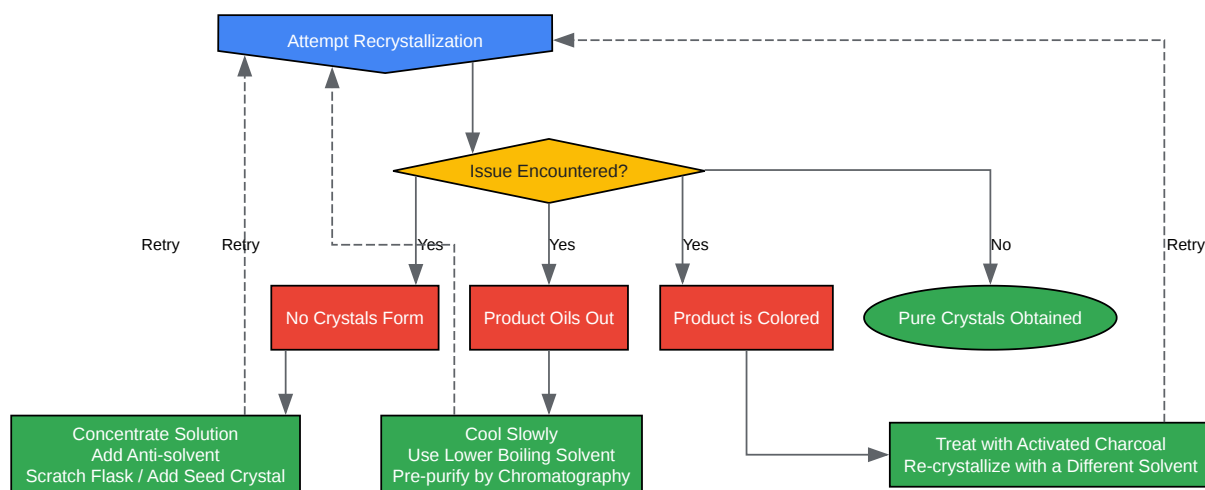 Attempt Recrystallization
Issue Encountered?
Retry
Retry
Yes
Yes
Yes
No
Retry
No Crystals Form
Product Oils Out
Product is Colored
Pure Crystals Obtained
Concentrate Solution
Add Anti-solvent
Scratch Flask / Add Seed Crystal
Cool Slowly
Use Lower Boiling Solvent
Pre-purify by Chromatography
Treat with Activated Charcoal
Re-crystallize with a Different Solvent